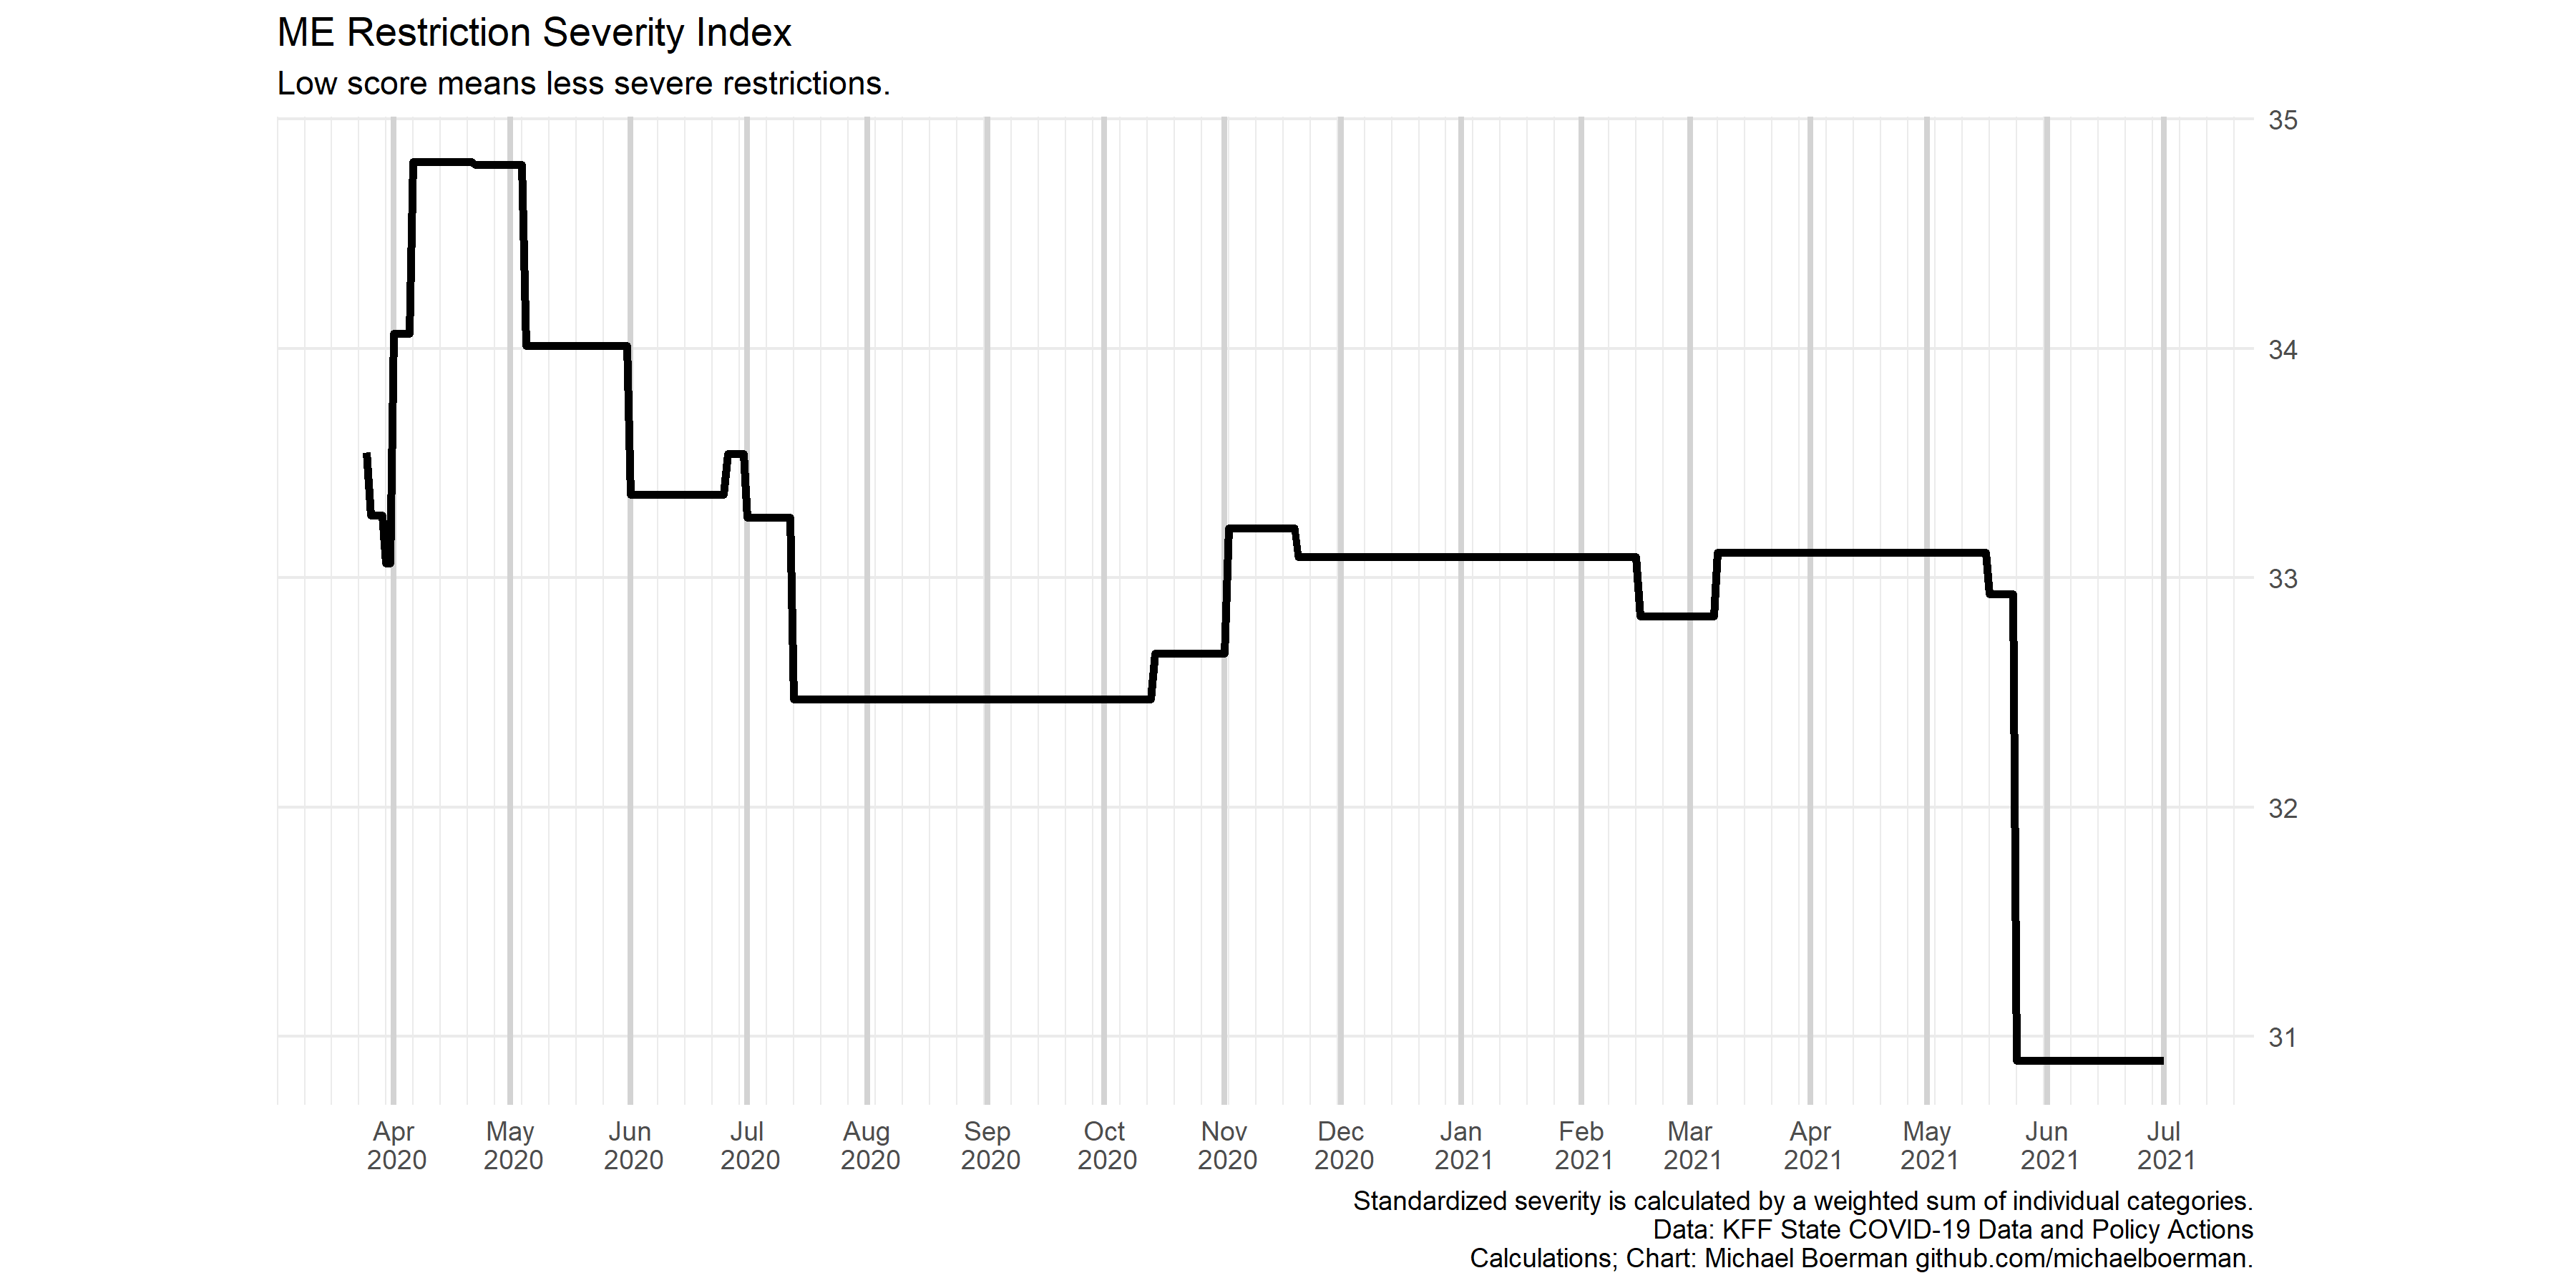 ME Restriction Severity Index
Low score means less severe restrictions.
35
34
33
32
31
Apr May Jun Jul Aug Sep Oct Nov Dec Jan Feb Mar Apr May Jun Jul
2020 2020 2020 2020 2020 2020 2020 2020 2020 2021 2021 2021 2021 2021 2021 2021
Standardized severity is calculated by a weighted sum of individual categories.
Data: KFF State COVID-19 Data and Policy Actions
Calculations; Chart: Michael Boerman github.com/michaelboerman.